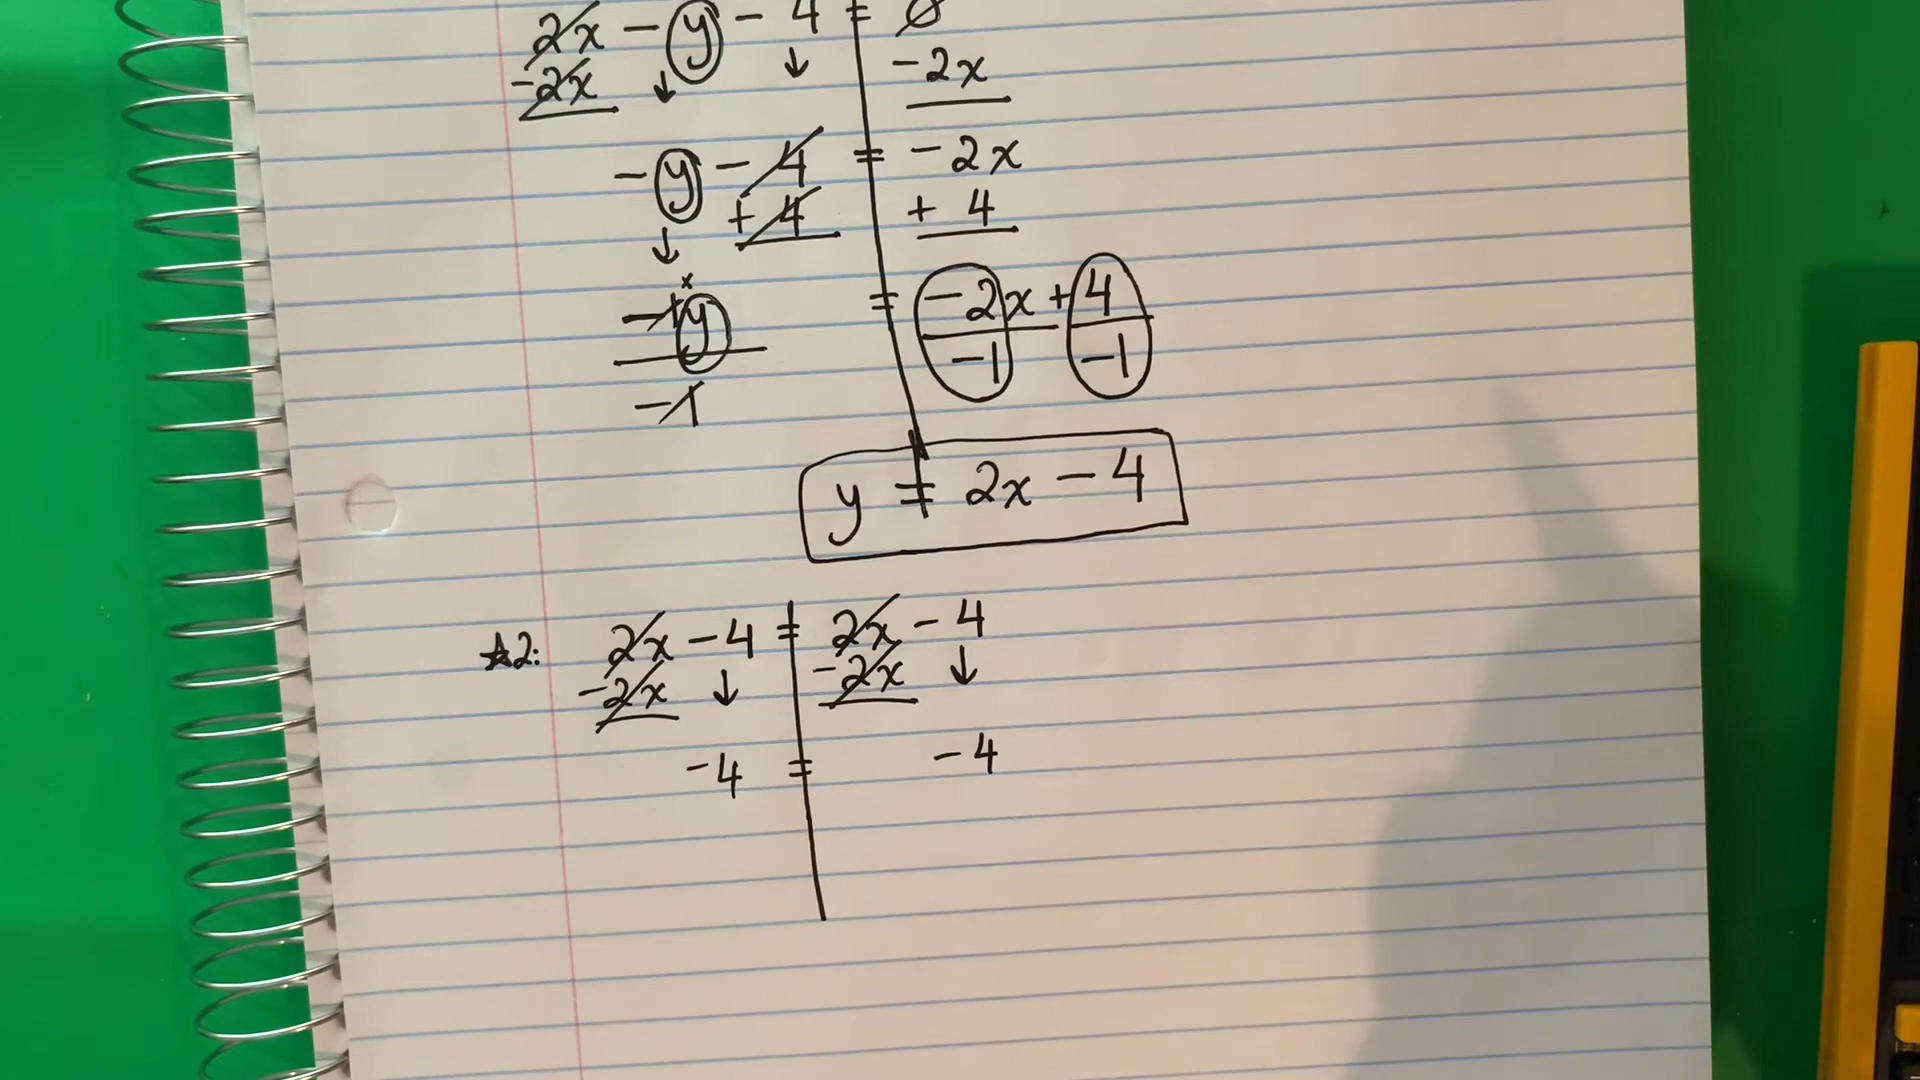 2x - y - 4 = 0
-2x ↓ ↓ -2x
-y - 4 = -2x
↓ + 4 + 4
x
-1y = -2x + 4
-1 -1 -1
y = 2x - 4
☆2: 2x - 4 = 2x - 4
-2x ↓ -2x ↓
-4 = -4